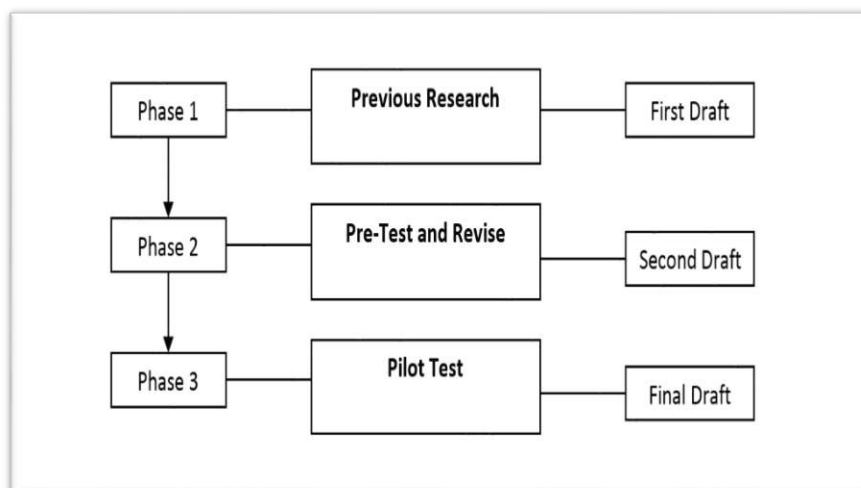 Phase 1
Previous Research
First Draft
Phase 2
Pre-Test and Revise
Second Draft
Phase 3
Pilot Test
Final Draft